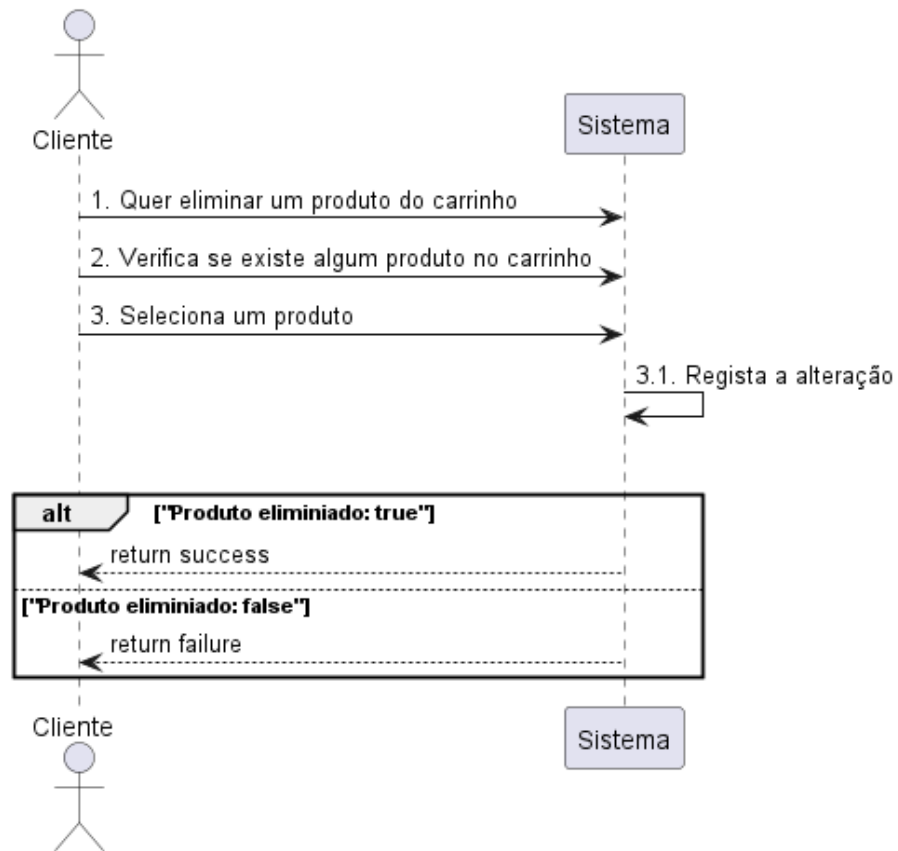 Cliente
Sistema
1. Quer eliminar um produto do carrinho
2. Verifica se existe algum produto no carrinho
3. Seleciona um produto
3.1. Regista a alteração
alt ["Produto eliminiado: true"]
return success
["Produto eliminiado: false"]
return failure
Cliente
Sistema